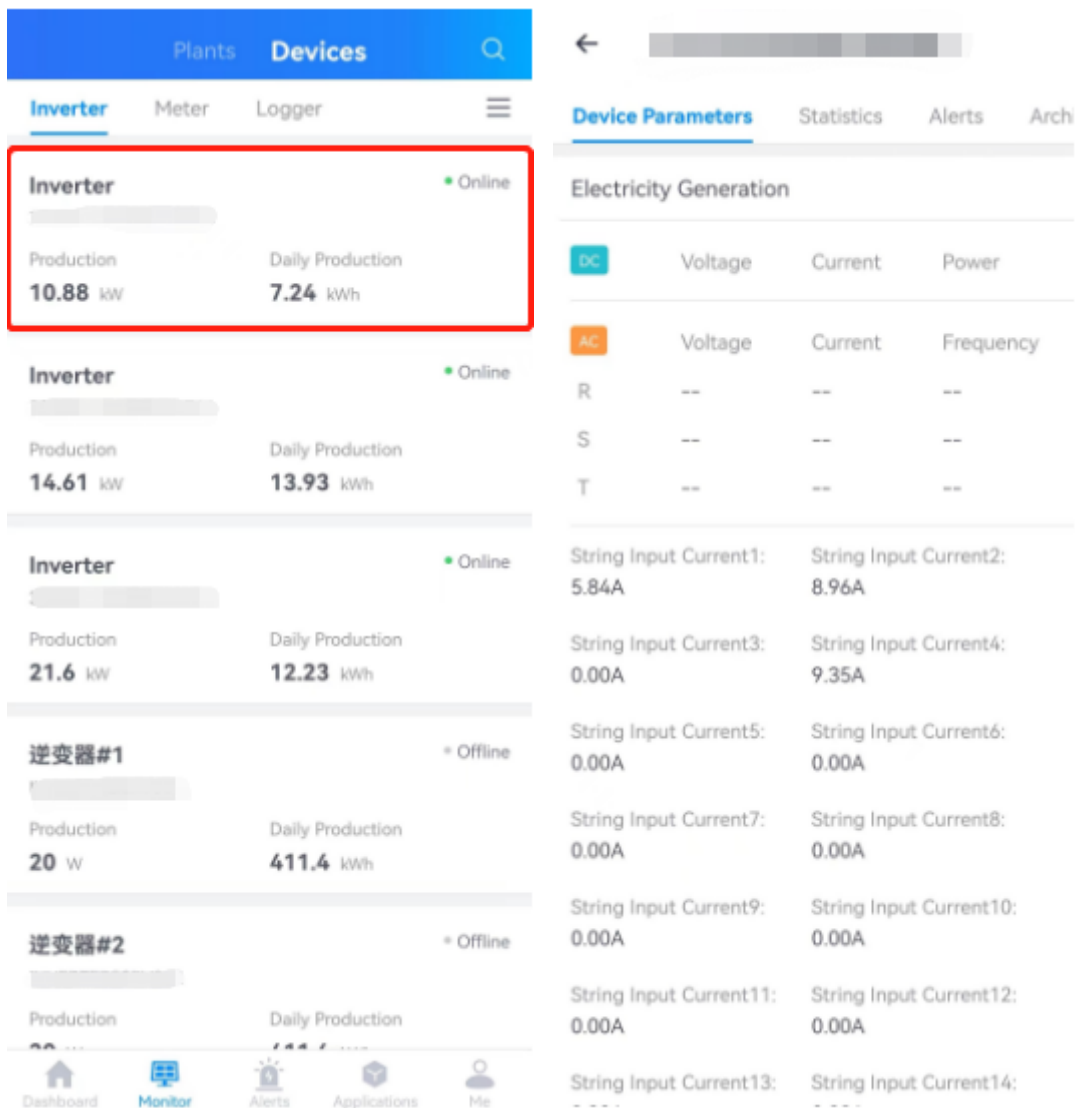 Plants Devices
Inverter Meter Logger
Inverter Online
Production Daily Production
10.88 kW 7.24 kWh
Inverter Online
Production Daily Production
14.61 kW 13.93 kWh
Inverter Online
Production Daily Production
21.6 kW 12.23 kWh
逆变器#1 Offline
Production Daily Production
20 W 411.4 kWh
逆变器#2 Offline
Production Daily Production
Dashboard Monitor Alerts Applications Me
Device Parameters Statistics Alerts Archi
Electricity Generation
DC Voltage Current Power
AC Voltage Current Frequency
R -- -- --
S -- -- --
T -- -- --
String Input Current1: String Input Current2:
5.84A 8.96A
String Input Current3: String Input Current4:
0.00A 9.35A
String Input Current5: String Input Current6:
0.00A 0.00A
String Input Current7: String Input Current8:
0.00A 0.00A
String Input Current9: String Input Current10:
0.00A 0.00A
String Input Current11: String Input Current12:
0.00A 0.00A
String Input Current13: String Input Current14: